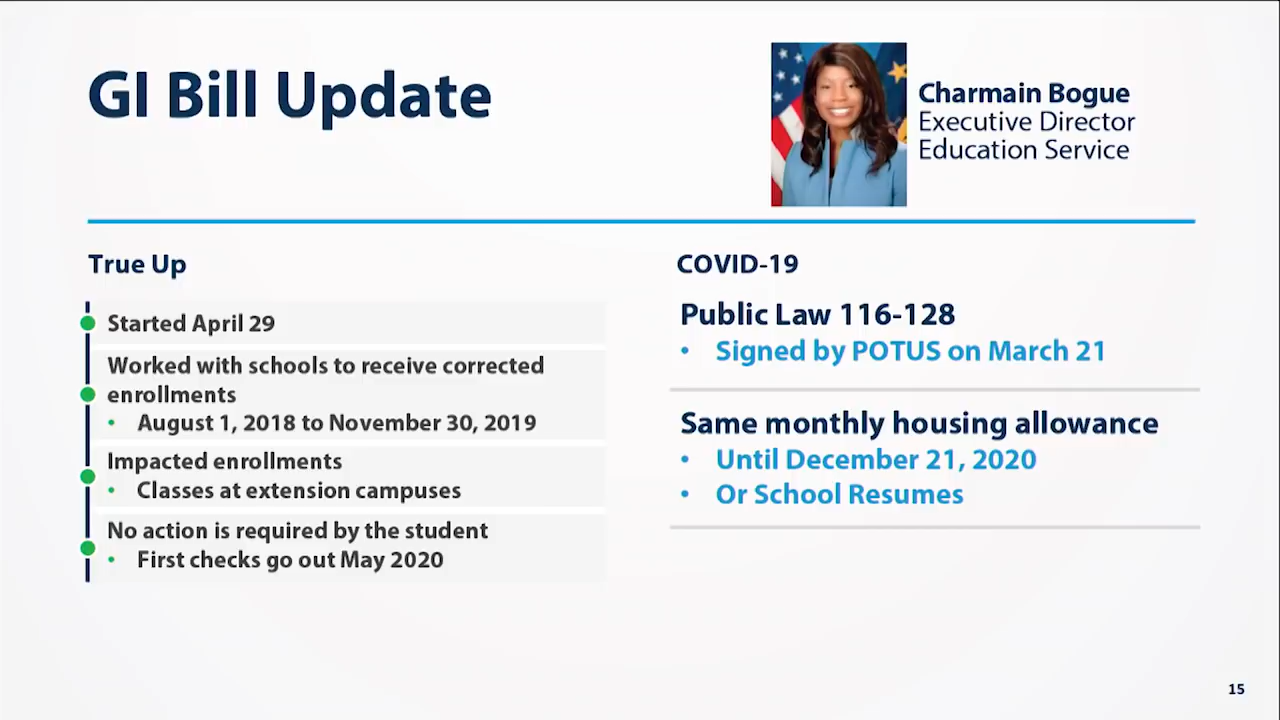 GI Bill Update
Charmain Bogue
Executive Director
Education Service
True Up
Started April 29
Worked with schools to receive corrected
enrollments
• August 1, 2018 to November 30, 2019
Impacted enrollments
• Classes at extension campuses
No action is required by the student
• First checks go out May 2020
COVID-19
Public Law 116-128
• Signed by POTUS on March 21
Same monthly housing allowance
• Until December 21, 2020
• Or School Resumes
15